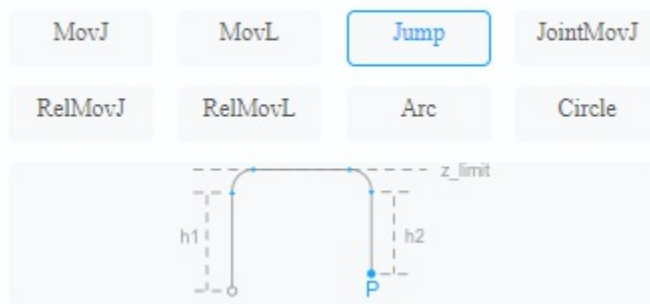 MovJ MovL Jump JointMovJ
RelMovJ RelMovL Arc Circle
z_limit
h1 h2
P